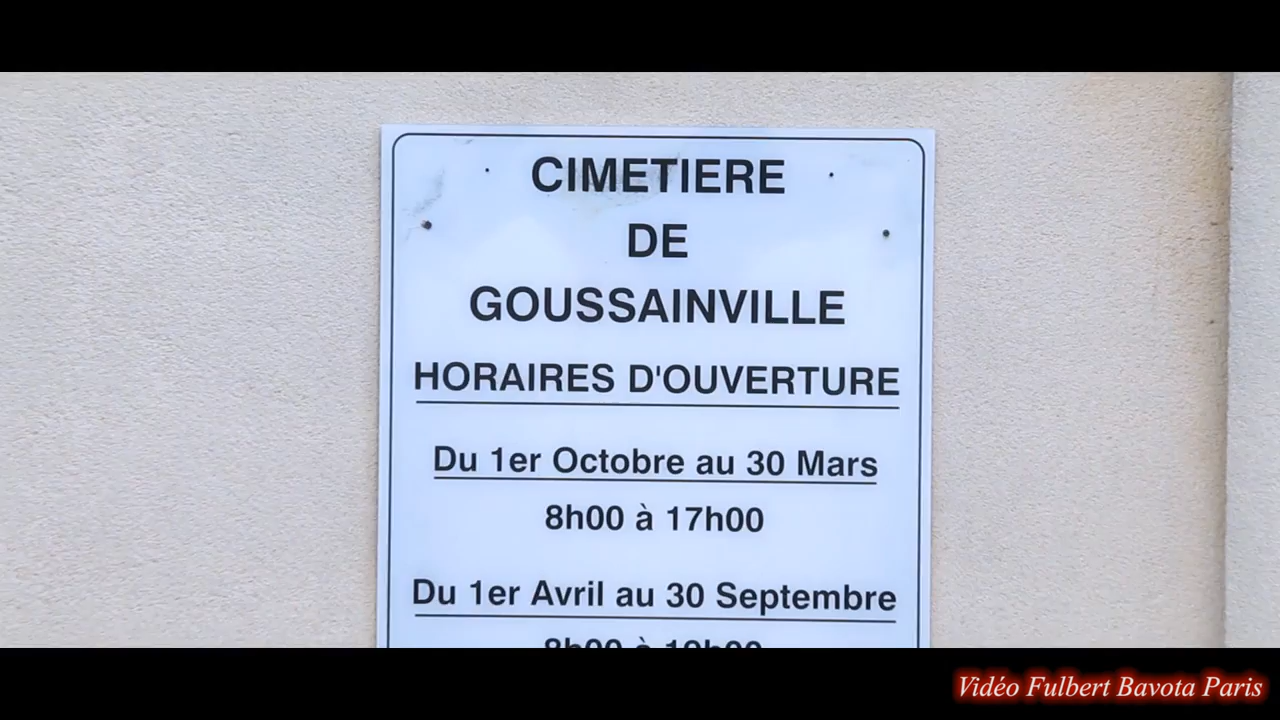 CIMETIERE
DE
GOUSSAINVILLE
HORAIRES D'OUVERTURE
Du 1er Octobre au 30 Mars
8h00 à 17h00
Du 1er Avril au 30 Septembre
8h00 à
Vidéo Fulbert Bavota Paris